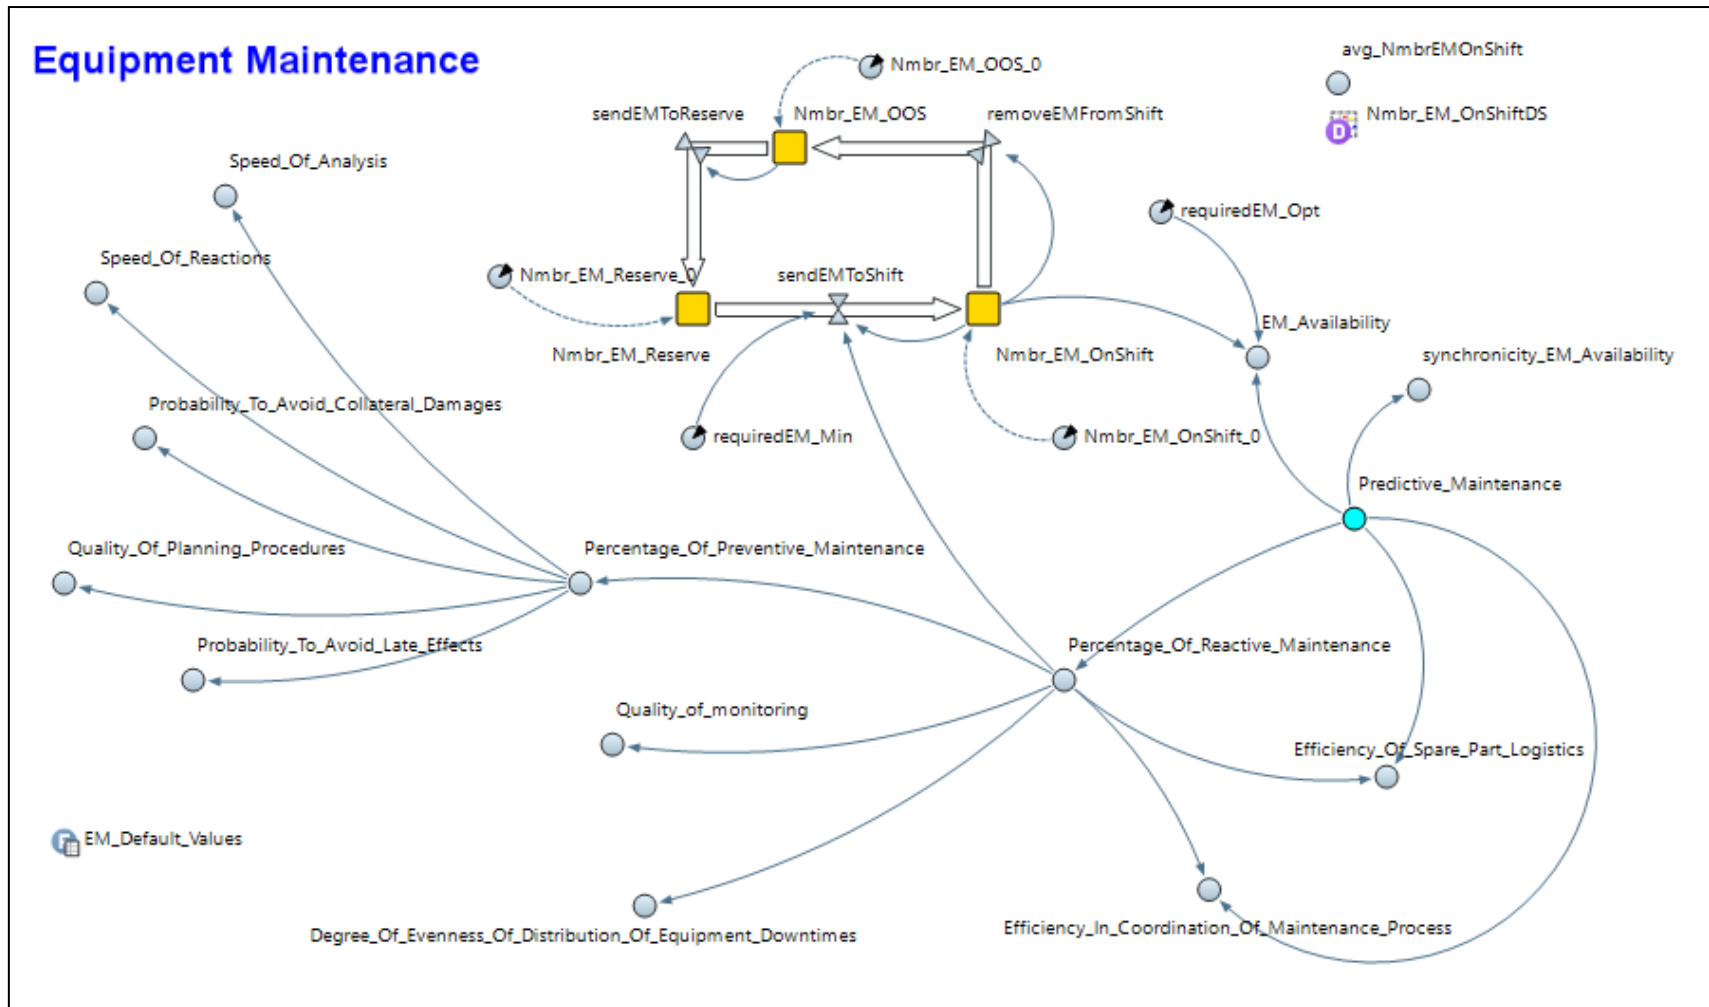 Equipment Maintenance
avg_NmbrEMOnShift
Nmbr_EM_OOS_0
sendEMToReserve
Nmbr_EM_OOS
removeEMFromShift
Nmbr_EM_OnShiftDS
D
Speed_Of_Analysis
requiredEM_Opt
Speed_Of_Reactions
Nmbr_EM_Reserve_0
sendEMToShift
EM_Availability
Nmbr_EM_Reserve
Nmbr_EM_OnShift
synchronicity_EM_Availability
Probability_To_Avoid_Collateral_Damages
requiredEM_Min
Nmbr_EM_OnShift_0
Predictive_Maintenance
Quality_Of_Planning_Procedures
Percentage_Of_Preventive_Maintenance
Probability_To_Avoid_Late_Effects
Percentage_Of_Reactive_Maintenance
Quality_of_monitoring
Efficiency_Of_Spare_Part_Logistics
EM_Default_Values
Degree_Of_Evenness_Of_Distribution_Of_Equipment_Downtimes
Efficiency_In_Coordination_Of_Maintenance_Process